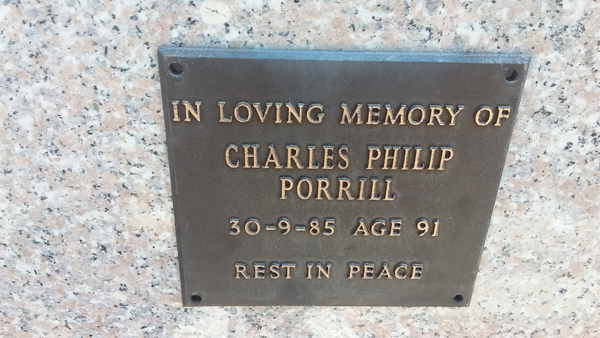 IN LOVING MEMORY OF
CHARLES PHILIP
PORRILL
30-9-85 AGE 91
REST IN PEACE